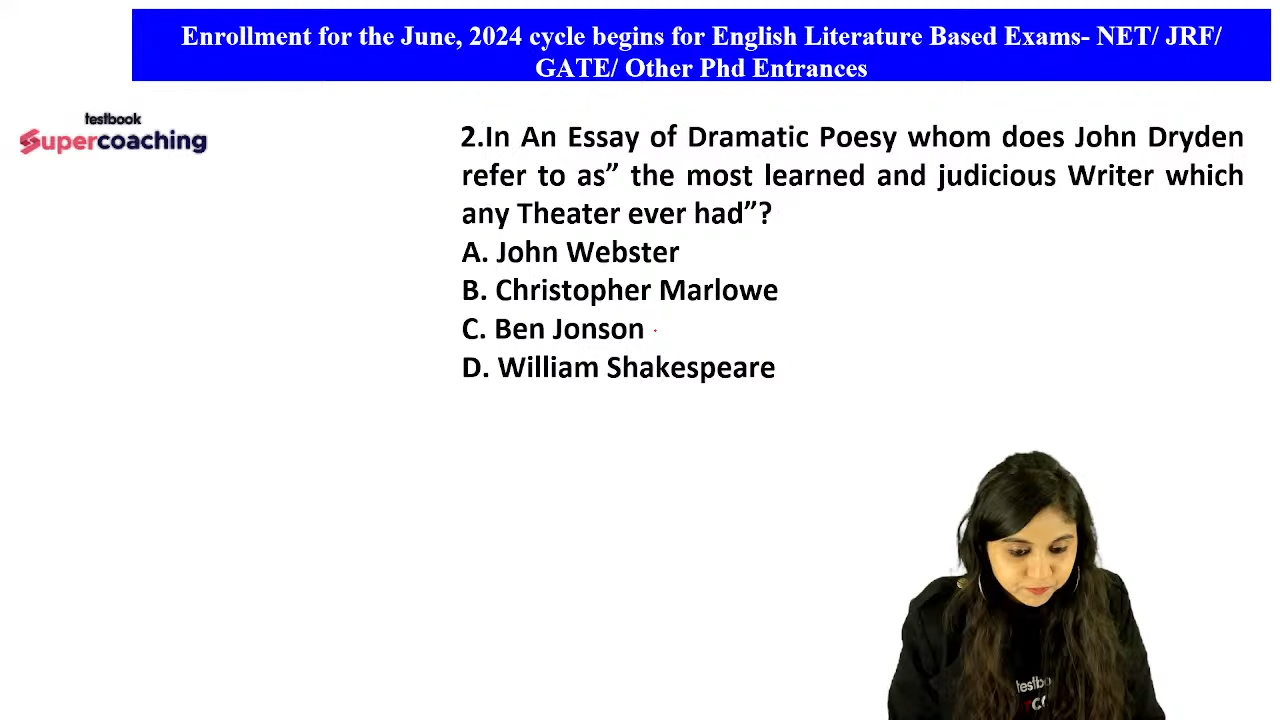 Enrollment for the June, 2024 cycle begins for English Literature Based Exams- NET/ JRF/
GATE/ Other Phd Entrances
testbook
Supercoaching
2.In An Essay of Dramatic Poesy whom does John Dryden
refer to as” the most learned and judicious Writer which
any Theater ever had”?
A. John Webster
B. Christopher Marlowe
C. Ben Jonson
D. William Shakespeare